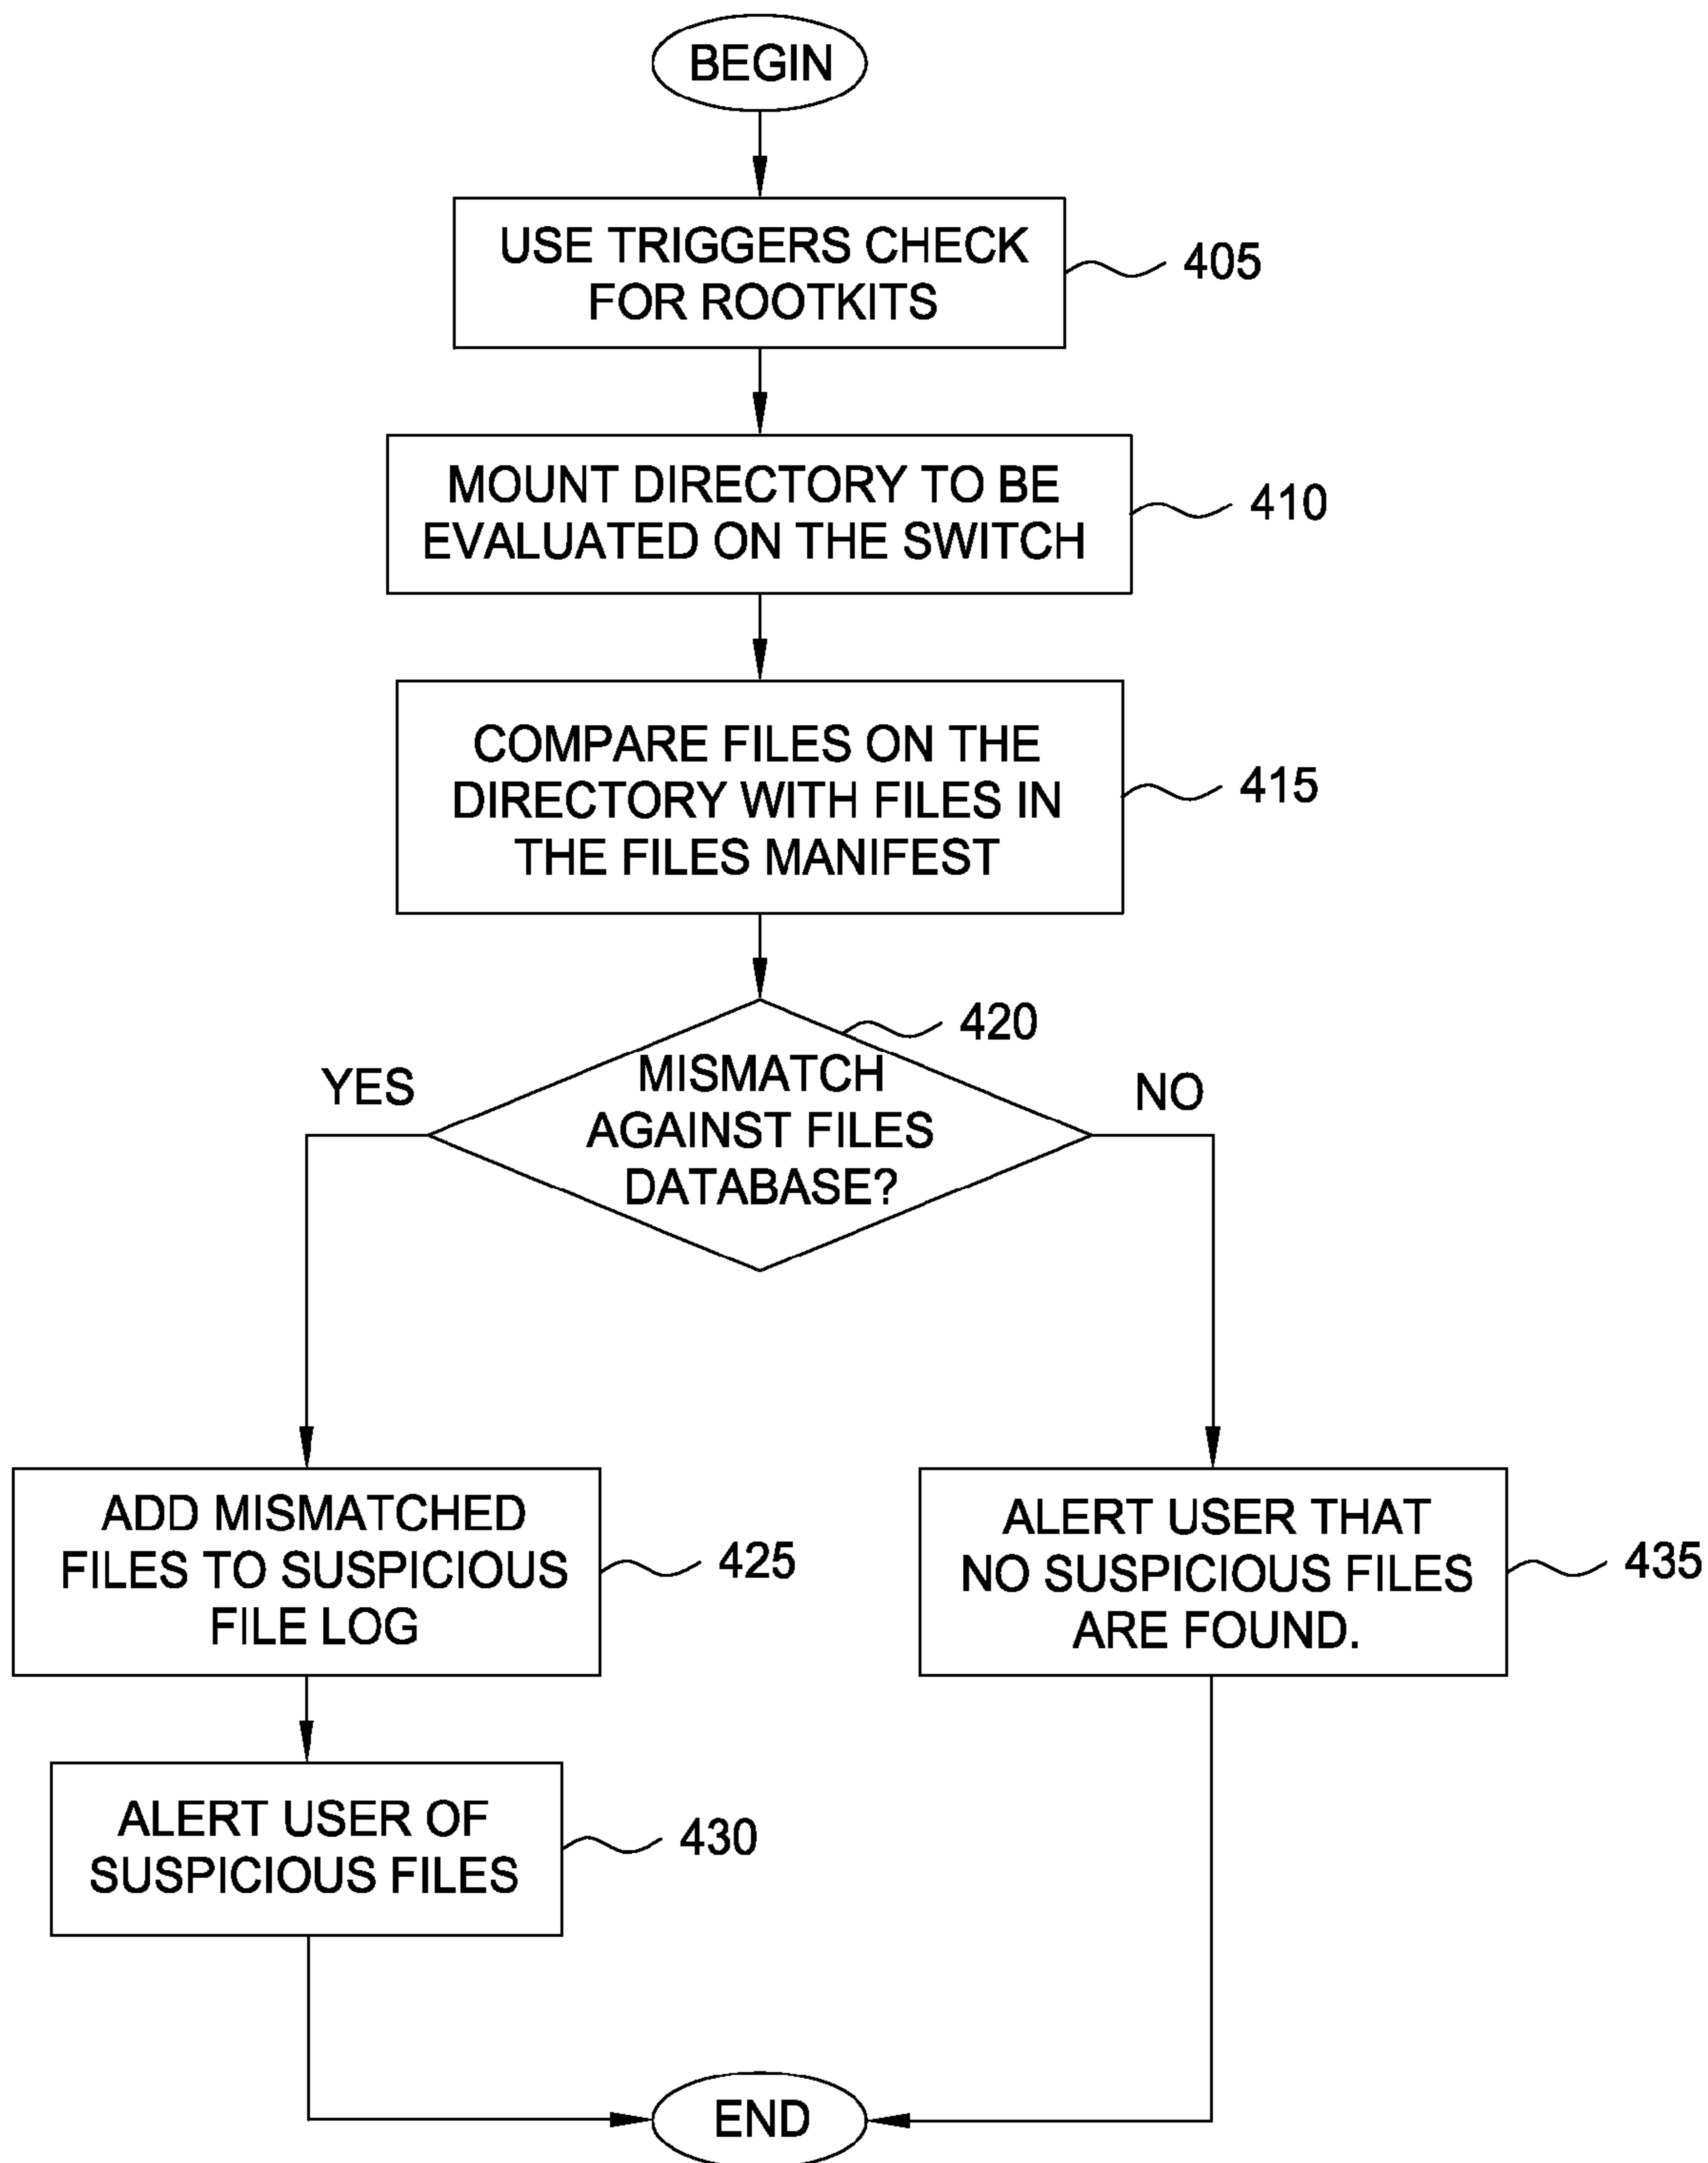 BEGIN
USE TRIGGERS CHECK
FOR ROOTKITS
405
MOUNT DIRECTORY TO BE
EVALUATED ON THE SWITCH
410
COMPARE FILES ON THE
DIRECTORY WITH FILES IN
THE FILES MANIFEST
415
420
MISMATCH
AGAINST FILES
DATABASE?
YES
NO
ADD MISMATCHED
FILES TO SUSPICIOUS
FILE LOG
425
ALERT USER THAT
NO SUSPICIOUS FILES
ARE FOUND.
435
ALERT USER OF
SUSPICIOUS FILES
430
END